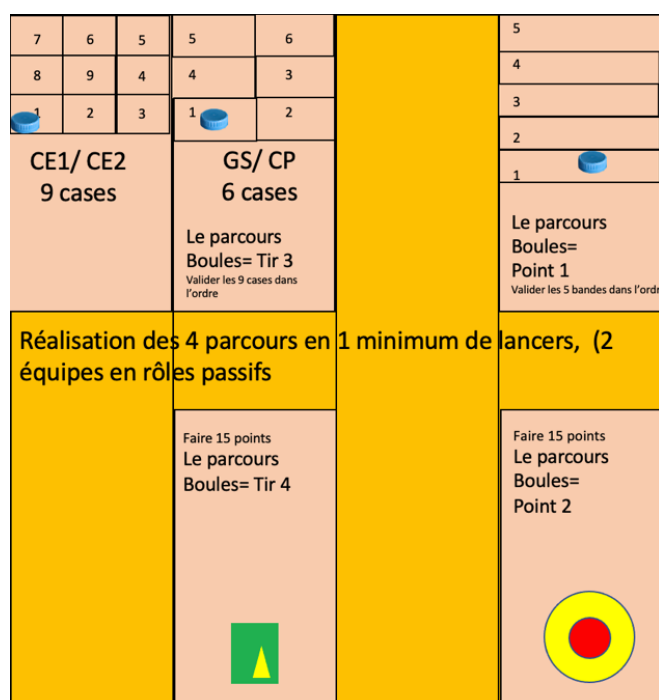 7 6 5
8 9 4
1 2 3
CE1/ CE2
9 cases
5 6
4 3
1 2
GS/ CP
6 cases
Le parcours
Boules= Tir 3
Valider les 9 cases dans
l'ordre
5
4
3
2
1
Le parcours
Boules=
Point 1
Valider les 5 bandes dans l'ordre
Réalisation des 4 parcours en 1 minimum de lancers, (2
équipes en rôles passifs
Faire 15 points
Le parcours
Boules= Tir 4
Faire 15 points
Le parcours
Boules=
Point 2